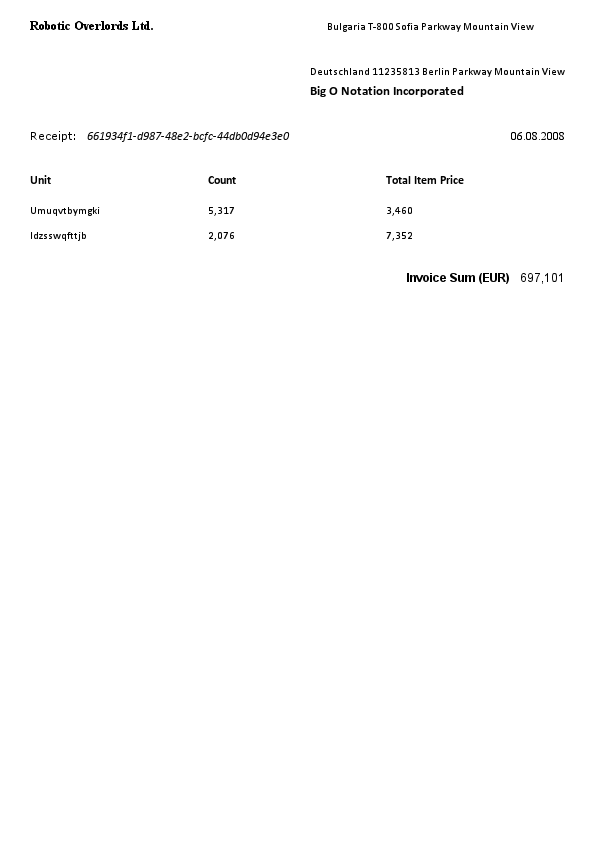 Robotic Overlords Ltd. Bulgaria T-800 Sofia Parkway Mountain View
Deutschland 11235813 Berlin Parkway Mountain View
Big O Notation Incorporated
Receipt: 661934f1-d987-48e2-bcfc-44db0d94e3e0 06.08.2008
Unit Count Total Item Price
Umuqvtbymgki 5,317 3,460
Idzsswqfttjb 2,076 7,352
Invoice Sum (EUR) 697,101